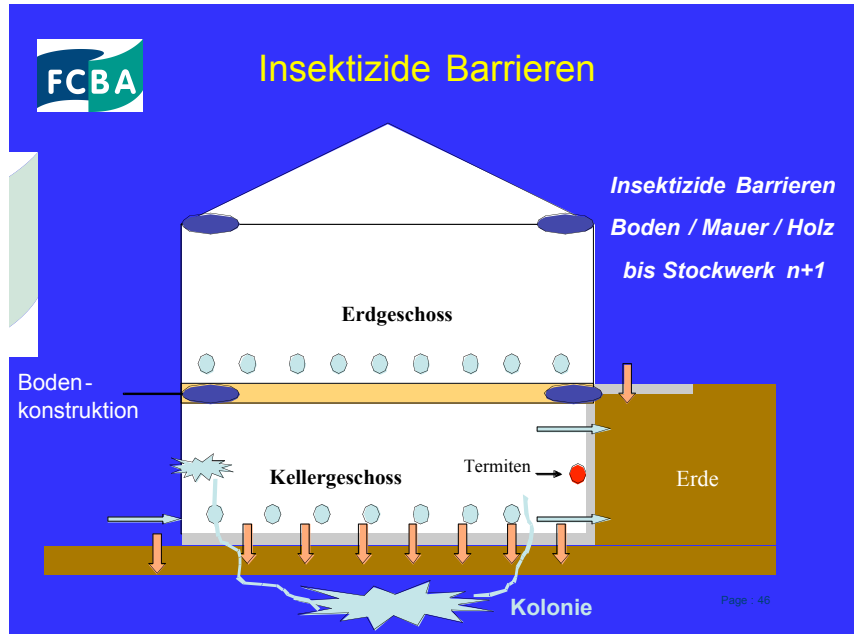 FCBA
Insektizide Barrieren
Insektizide Barrieren
Boden / Mauer / Holz
bis Stockwerk n+1
Erdgeschoss
Boden-
konstruktion
Termiten
Kellergeschoss
Erde
Kolonie
Page : 46